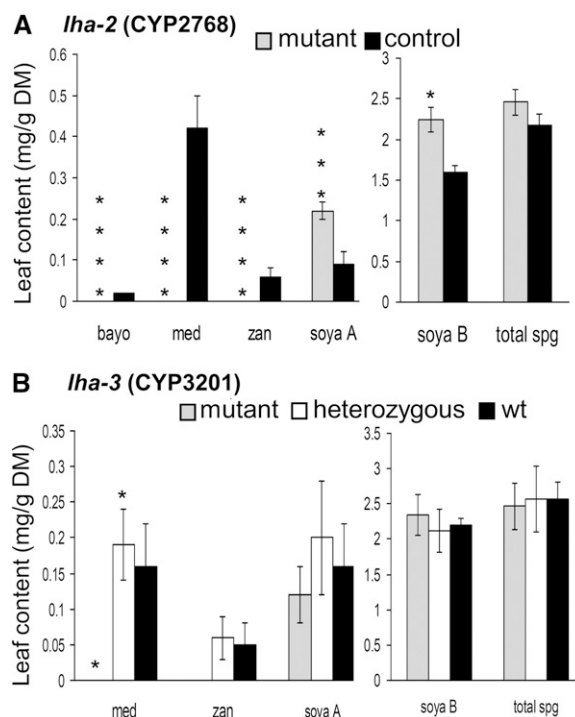 A lha-2 (CYP2768)
mutant control
Leaf content (mg/g DM)
0.6
0.5
0.4
0.3
0.2
0.1
0
* * * *
* * * *
* * * *
* * *
bayo med zan soya A
3
2.5
2
1.5
1
0.5
0
*
soya B total spg
B lha-3 (CYP3201)
mutant heterozygous wt
Leaf content (mg/g DM)
0.35
0.3
0.25
0.2
0.15
0.1
0.05
0
*
*
med zan soya A
3.5
3
2.5
2
1.5
1
0.5
0
soya B total spg